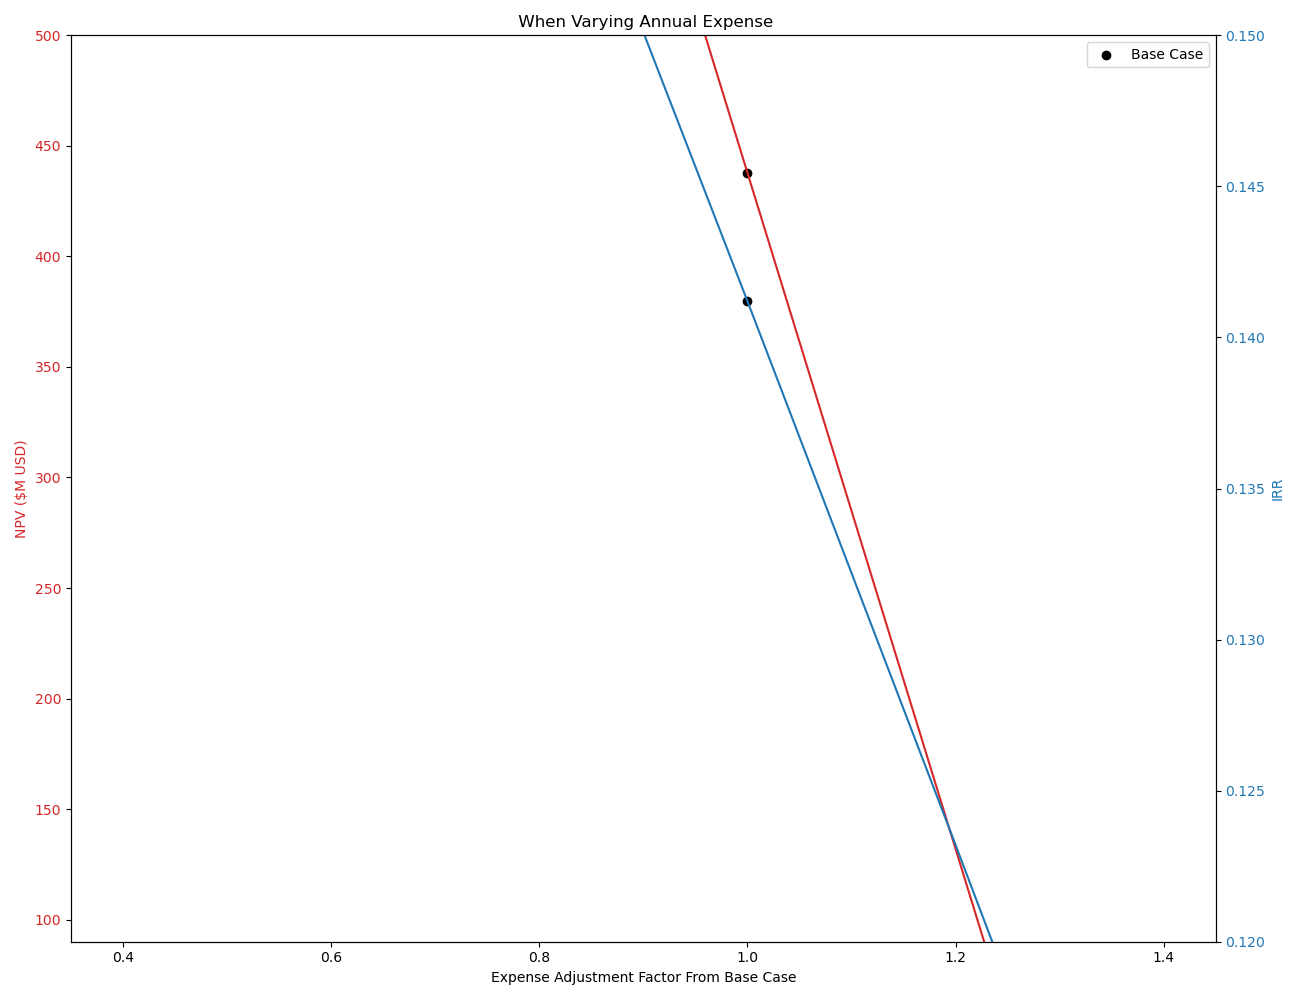 When Varying Annual Expense
Base Case
500
450
400
350
300
250
200
150
100
NPV ($M USD)
0.150
0.145
0.140
0.135
0.130
0.125
0.120
IRR
0.4 0.6 0.8 1.0 1.2 1.4
Expense Adjustment Factor From Base Case